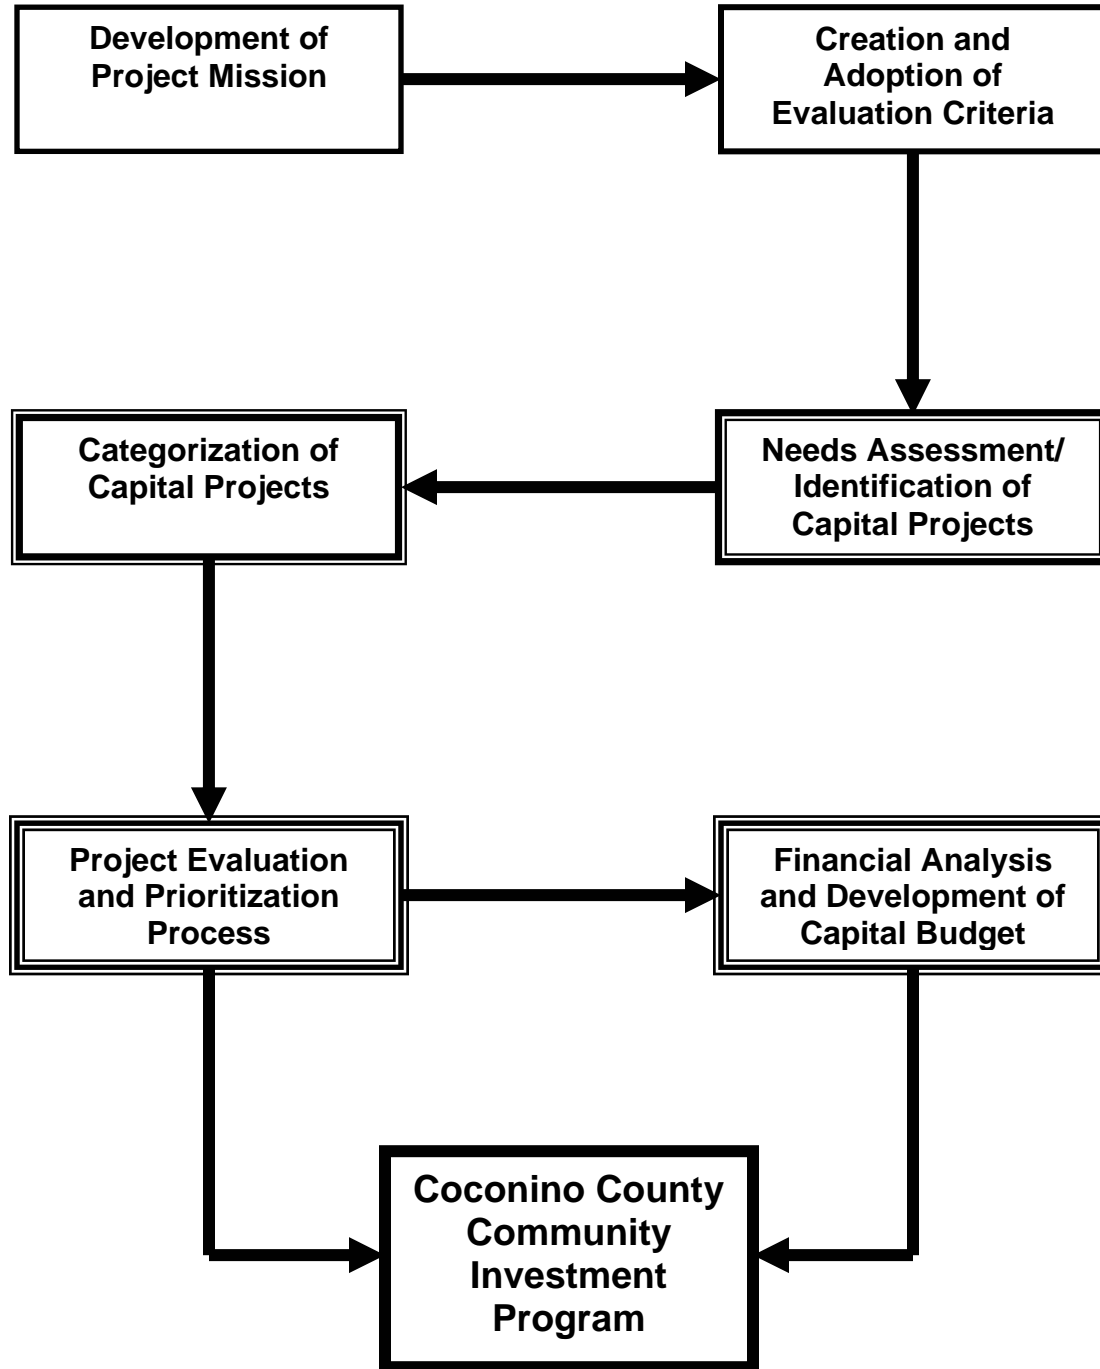 Development of
Project Mission
Creation and
Adoption of
Evaluation Criteria
Categorization of
Capital Projects
Needs Assessment/
Identification of
Capital Projects
Project Evaluation
and Prioritization
Process
Financial Analysis
and Development of
Capital Budget
Coconino County
Community
Investment
Program